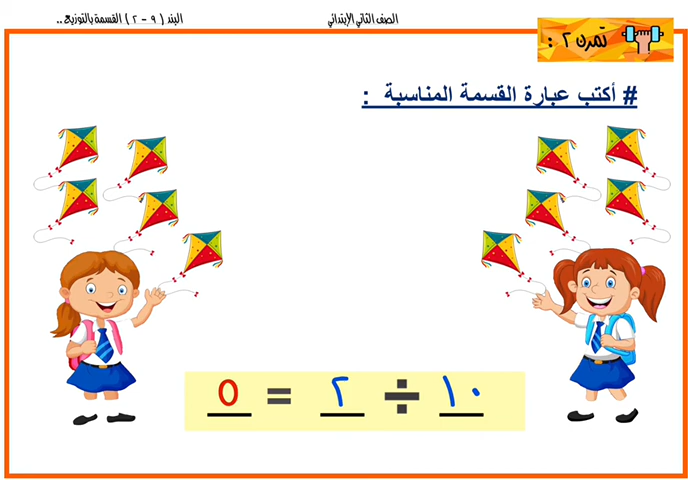 البند ( ٩ - ٢ ) القسمة بالتوزيع ..
الصف الثاني الإبتدائي
تمرن ٢ :
# أكتب عبارة القسمة المناسبة :
١٠ ÷ ٢ = ٥